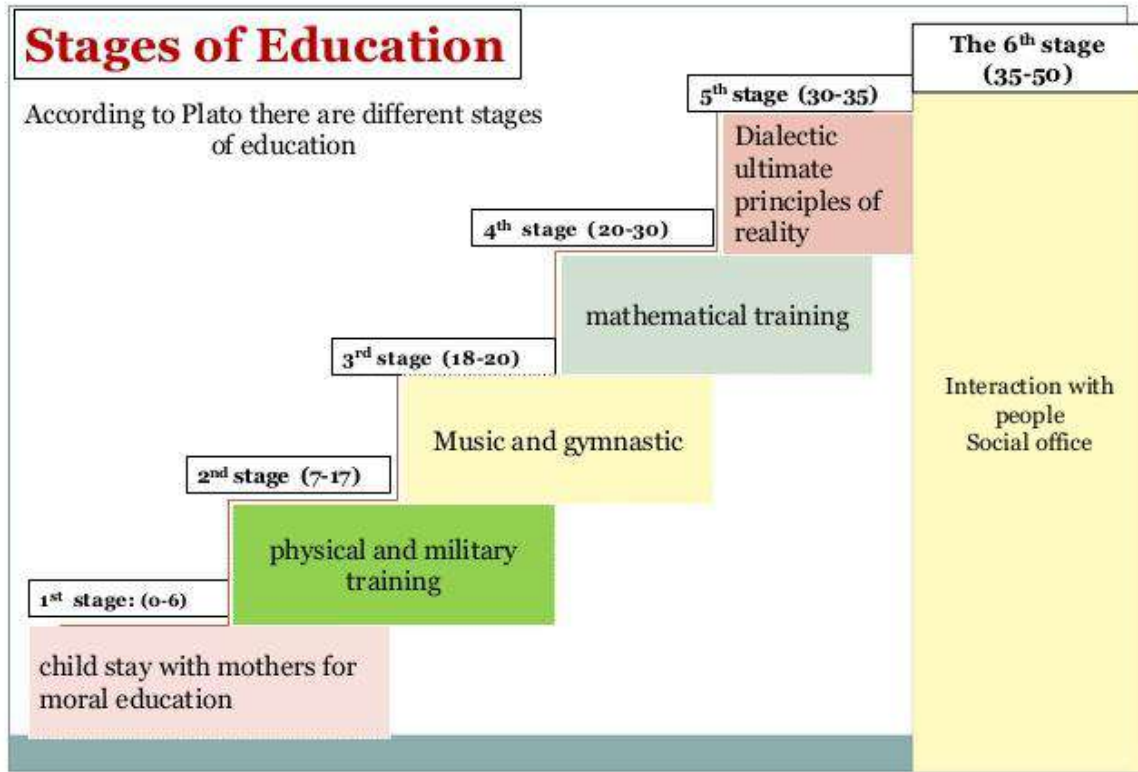 Stages of Education
According to Plato there are different stages
of education
1st stage: (0-6)
child stay with mothers for
moral education
2nd stage (7-17)
physical and military
training
3rd stage (18-20)
Music and gymnastic
4th stage (20-30)
mathematical training
5th stage (30-35)
Dialectic
ultimate
principles of
reality
The 6th stage
(35-50)
Interaction with
people
Social office